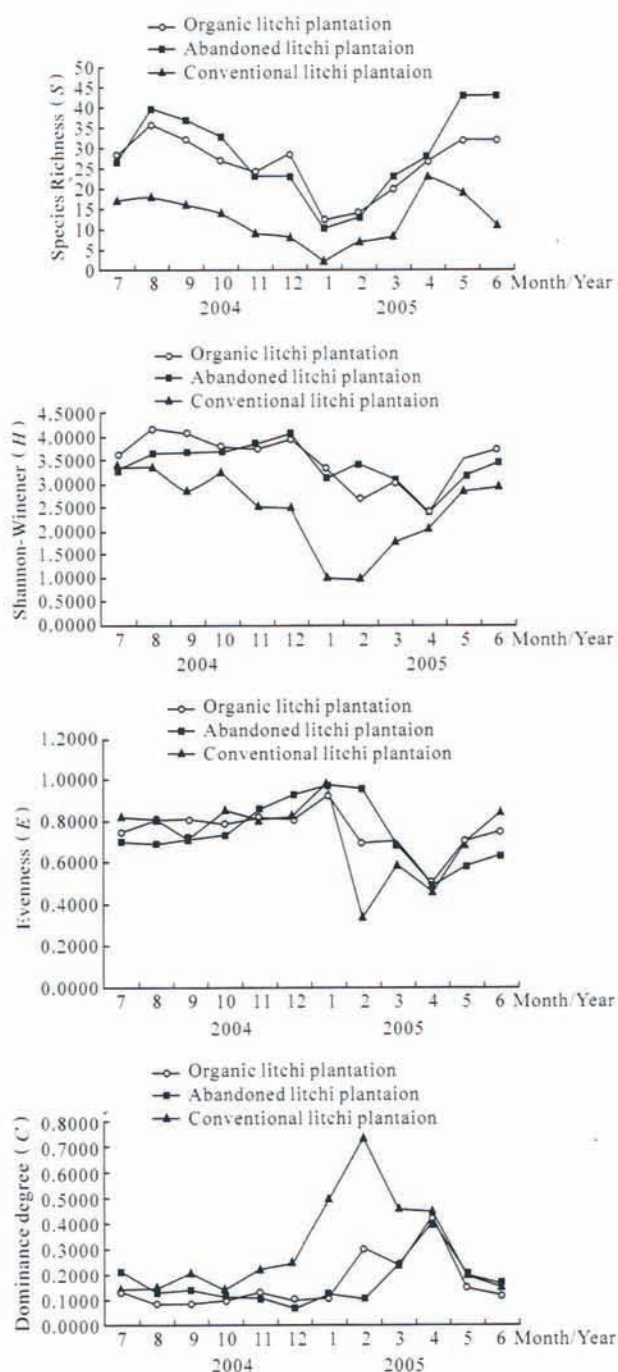 Organic litchi plantation
Abandoned litchi plantaion
Conventional litchi plantaion
Species Richness (S)
50
45
40
35
30
25
20
15
10
5
0
7 8 9 10 11 12 1 2 3 4 5 6 Month/Year
2004 2005
Organic litchi plantation
Abandoned litchi plantaion
Conventional litchi plantaion
Shannon-Winener (H)
4.5000
4.0000
3.5000
3.0000
2.5000
2.0000
1.5000
1.0000
0.5000
0.0000
7 8 9 10 11 12 1 2 3 4 5 6 Month/Year
2004 2005
Organic litchi plantation
Abandoned litchi plantaion
Conventional litchi plantaion
Evenness (E)
1.2000
1.0000
0.8000
0.6000
0.4000
0.2000
0.0000
7 8 9 10 11 12 1 2 3 4 5 6 Month/Year
2004 2005
Organic litchi plantation
Abandoned litchi plantaion
Conventional litchi plantaion
Dominance degree (C)
0.8000
0.7000
0.6000
0.5000
0.4000
0.3000
0.2000
0.1000
0.0000
7 8 9 10 11 12 1 2 3 4 5 6 Month/Year
2004 2005